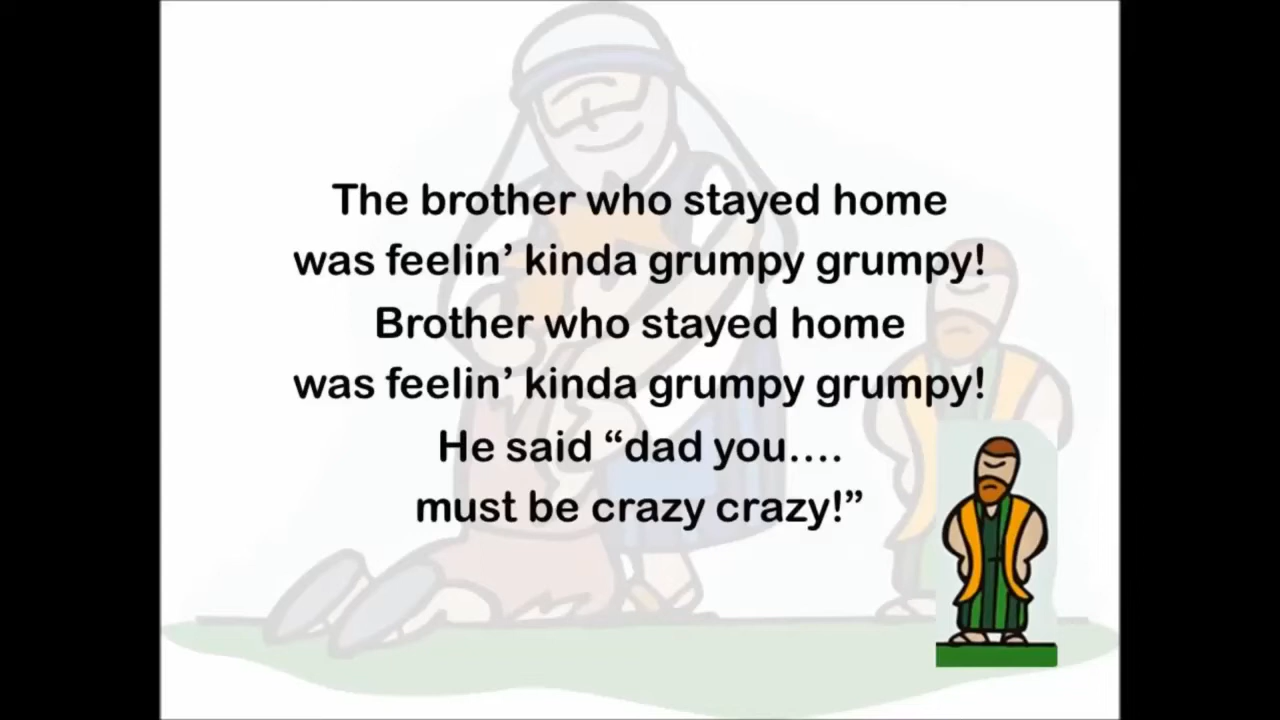 The brother who stayed home
was feelin’ kinda grumpy grumpy!
Brother who stayed home
was feelin’ kinda grumpy grumpy!
He said “dad you....
must be crazy crazy!”